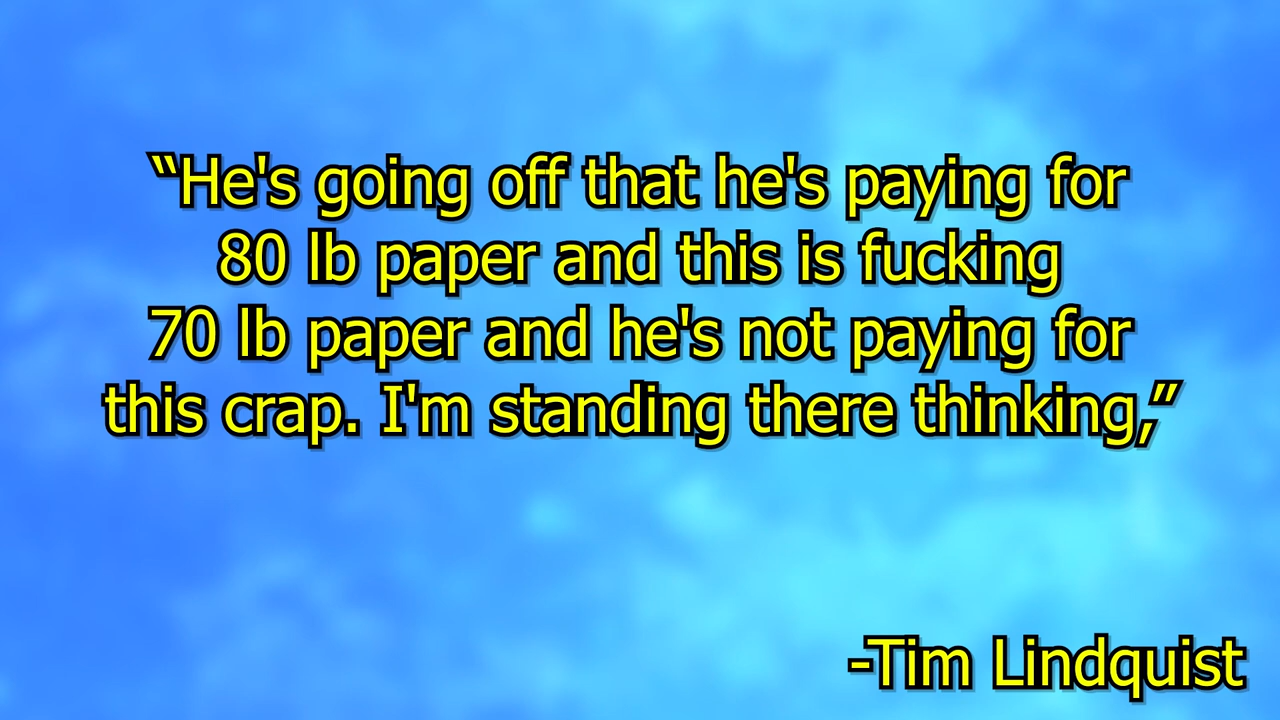 “He's going off that he's paying for
80 lb paper and this is fucking
70 lb paper and he's not paying for
this crap. I'm standing there thinking,”
-Tim Lindquist